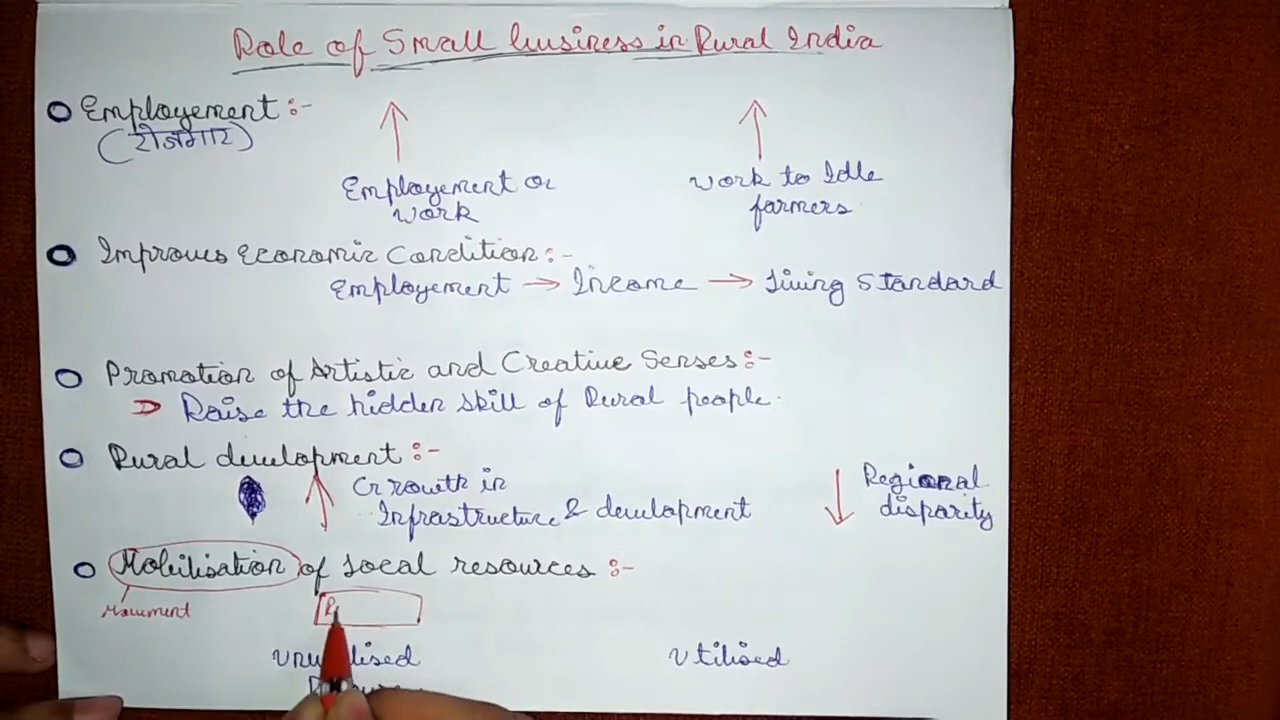 Role of Small business in Rural India
Employement :-
(रोजगार)
Employement or
work
work to Idle
farmers
Improves Economic Condition :-
Employement → Income → Living Standard
Promotion of Artistic and Creative Senses :-
Raise the hidden skill of Rural people.
Rural development :-
Growth in
Infrastructure & development
Regional
disparity
Mobilisation of Local resources :-
Movement
R
Utilised